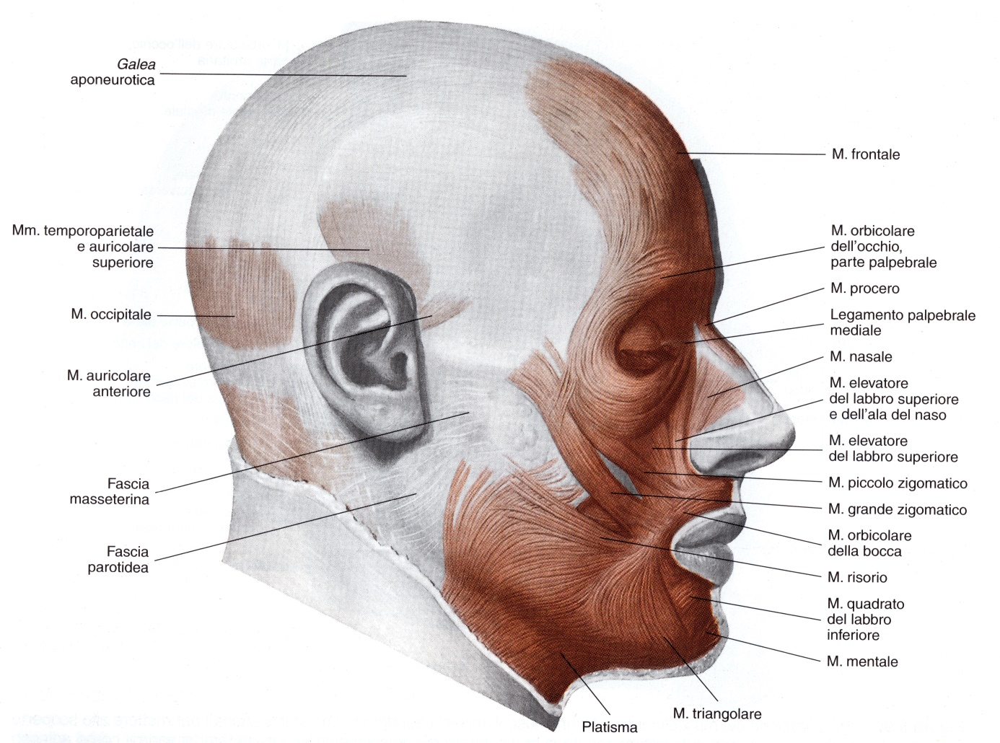 Galea
aponeurotica
Mm. temporoparietale
e auricolare
superiore
M. occipitale
M. auricolare
anteriore
Fascia
masseterina
Fascia
parotidea
M. frontale
M. orbicolare
dell'occhio,
parte palpebrale
M. procero
Legamento palpebrale
mediale
M. nasale
M. elevatore
del labbro superiore
e dell'ala del naso
M. elevatore
del labbro superiore
M. piccolo zigomatico
M. grande zigomatico
M. orbicolare
della bocca
M. risorio
M. quadrato
del labbro
inferiore
M. mentale
M. triangolare
Platisma